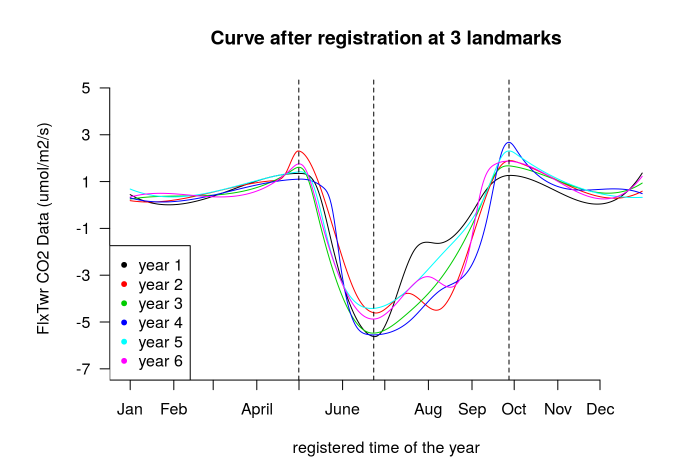 Curve after registration at 3 landmarks
FlxTwr CO2 Data (umol/m2/s)
5
3
1
-1
-3
-5
-7
year 1
year 2
year 3
year 4
year 5
year 6
Jan Feb April June Aug Sep Oct Nov Dec
registered time of the year